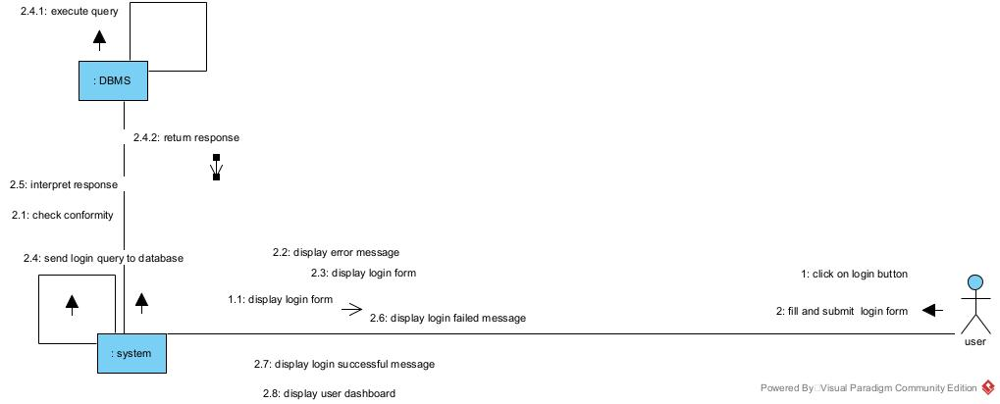 2.4.1: execute query
: DBMS
2.4.2: return response
2.5: interpret response
2.1: check conformity
2.4: send login query to database
2.2: display error message
2.3: display login form
1: click on login button
1.1: display login form
2: fill and submit login form
2.6: display login failed message
user
: system
2.7: display login successful message
2.8: display user dashboard
Powered By Visual Paradigm Community Edition